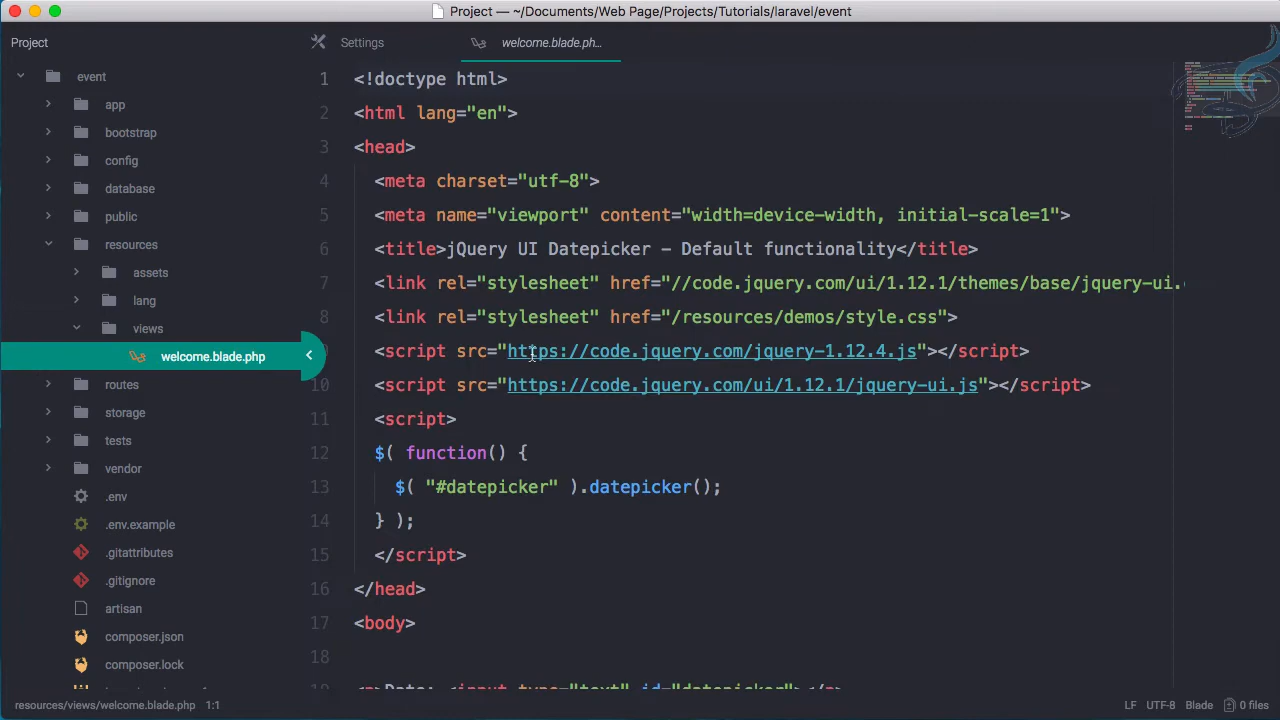 Project — ~/Documents/Web Page/Projects/Tutorials/laravel/event
Project
Settings
welcome.blade.ph...
event
app
bootstrap
config
database
public
resources
assets
lang
views
welcome.blade.php
routes
storage
tests
vendor
.env
.env.example
.gitattributes
.gitignore
artisan
composer.json
composer.lock
1 <!doctype html>
2 <html lang="en">
3 <head>
4 <meta charset="utf-8">
5 <meta name="viewport" content="width=device-width, initial-scale=1">
6 <title>jQuery UI Datepicker - Default functionality</title>
7 <link rel="stylesheet" href="//code.jquery.com/ui/1.12.1/themes/base/jquery-ui.
8 <link rel="stylesheet" href="/resources/demos/style.css">
<script src="https://code.jquery.com/jquery-1.12.4.js"></script>
10 <script src="https://code.jquery.com/ui/1.12.1/jquery-ui.js"></script>
11 <script>
12 $( function() {
13 $( "#datepicker" ).datepicker();
14 } );
15 </script>
16 </head>
17 <body>
18
<p>Date: <input type="text" id="datepicker"></p>
resources/views/welcome.blade.php 1:1
LF UTF-8 Blade 0 files